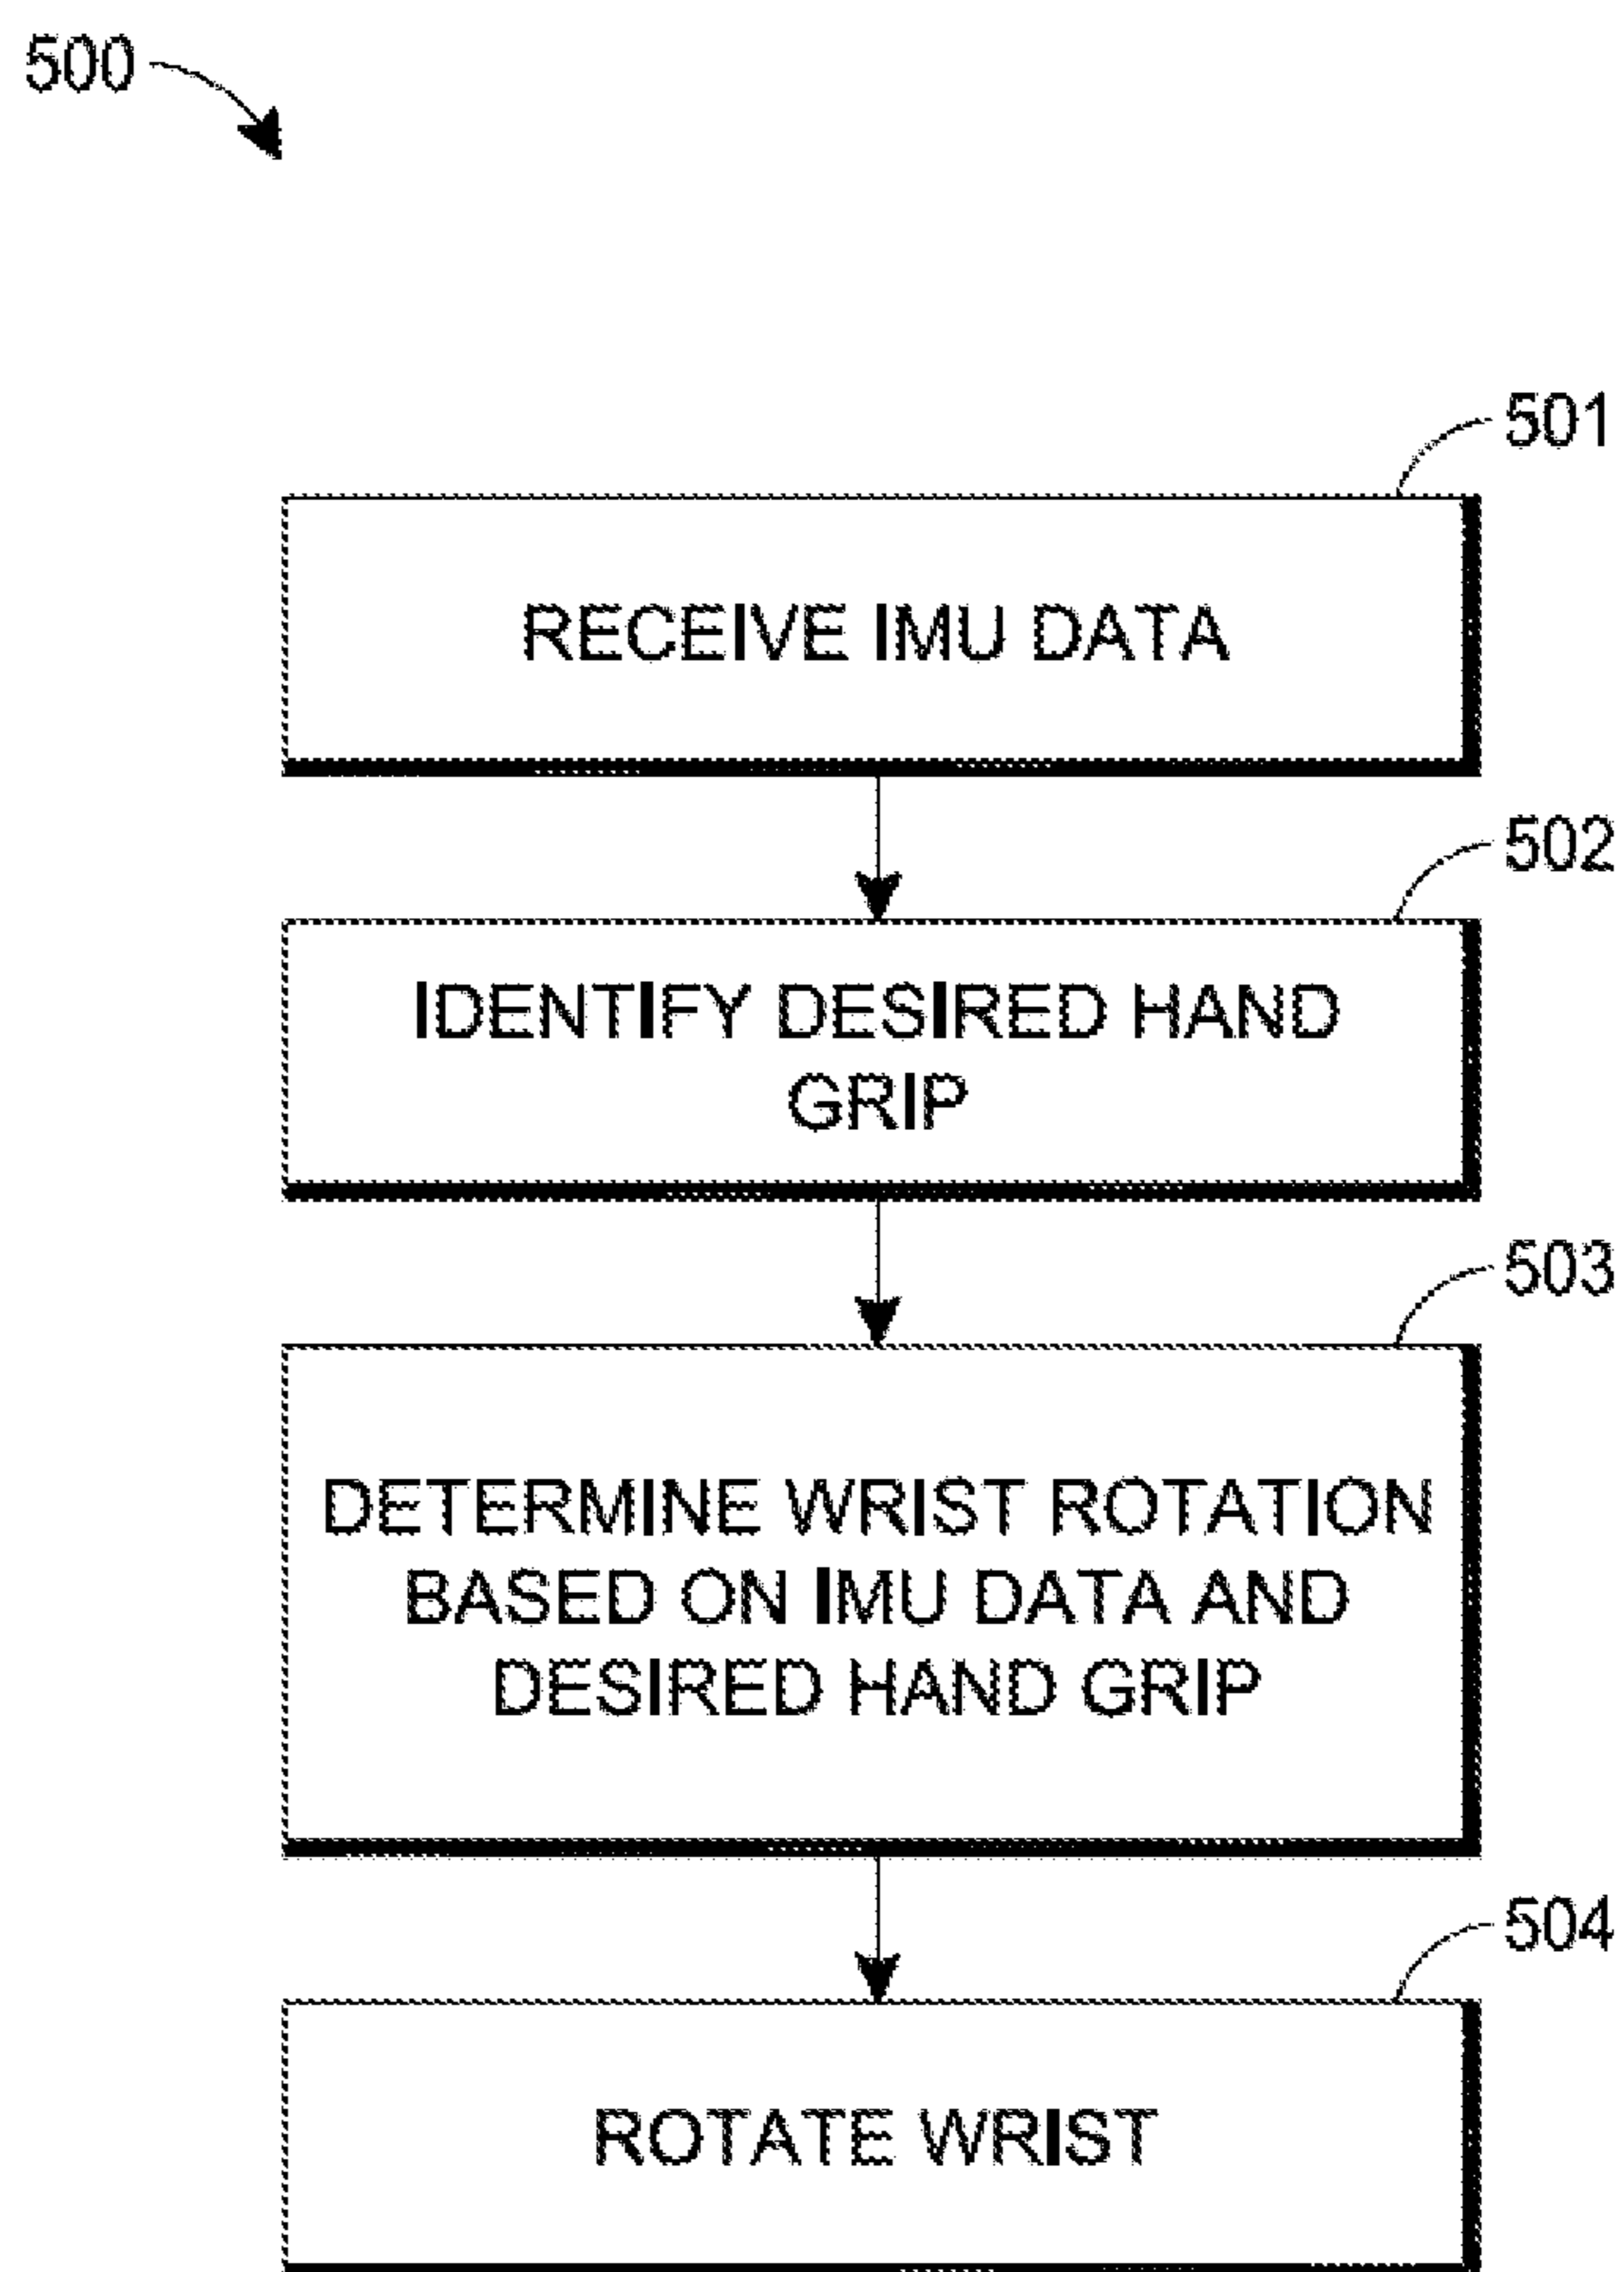 500
501
RECEIVE IMU DATA
502
IDENTIFY DESIRED HAND
GRIP
503
DETERMINE WRIST ROTATION
BASED ON IMU DATA AND
DESIRED HAND GRIP
504
ROTATE WRIST